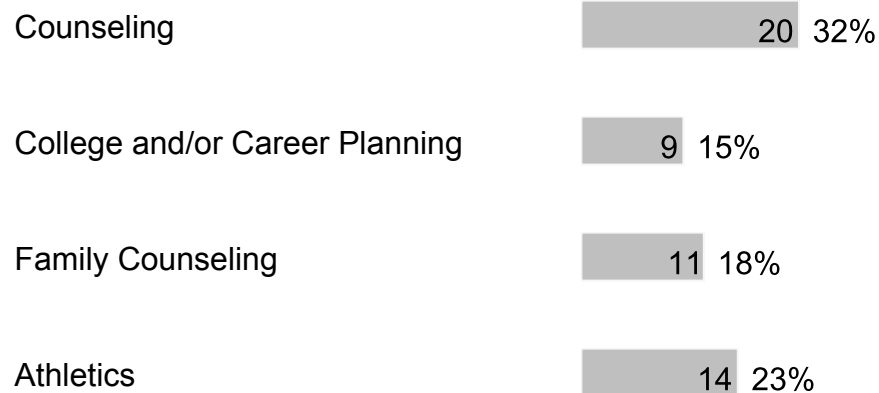 Counseling 20 32%
College and/or Career Planning 9 15%
Family Counseling 11 18%
Athletics 14 23%